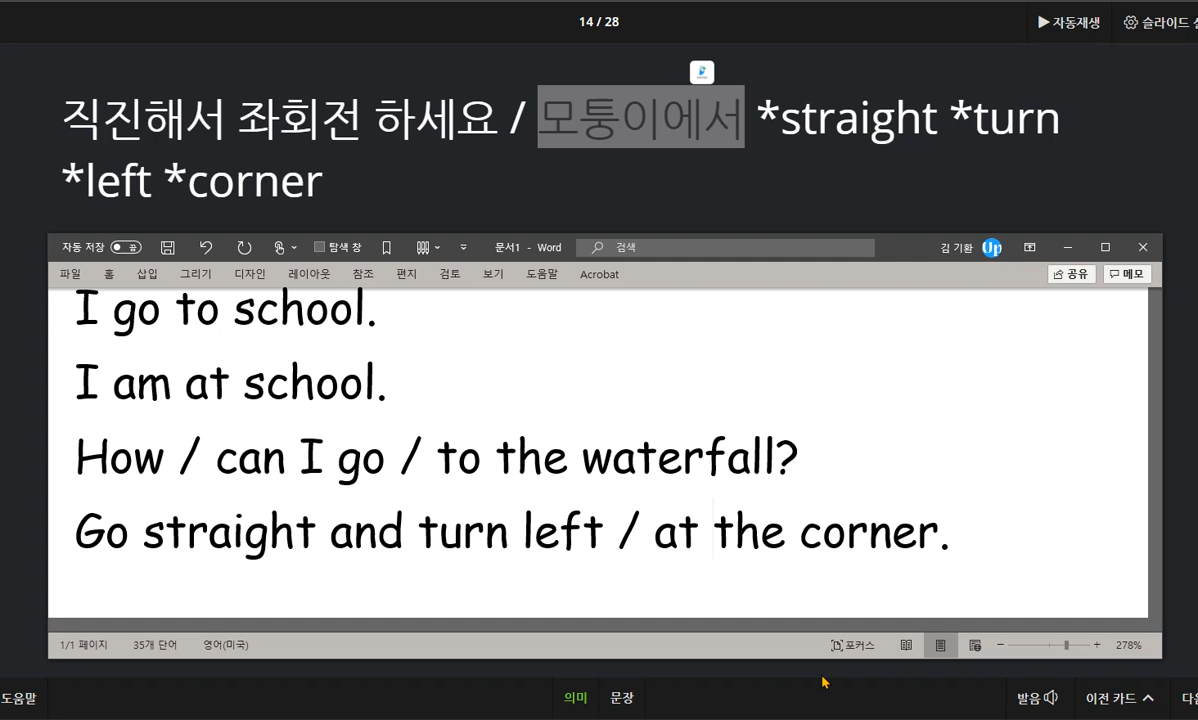 14 / 28
자동재생
슬라이드
직진해서 좌회전 하세요 / 모퉁이에서 *straight *turn
*left *corner
자동 저장
탐색 창
문서1 - Word
검색
김 기환
Up
파일 홈 삽입 그리기 디자인 레이아웃 참조 편지 검토 보기 도움말 Acrobat
공유
메모
I go to school.
I am at school.
How / can I go / to the waterfall?
Go straight and turn left / at the corner.
1/1 페이지 35개 단어 영어(미국)
포커스
278%
도움말
의미
문장
발음
이전 카드